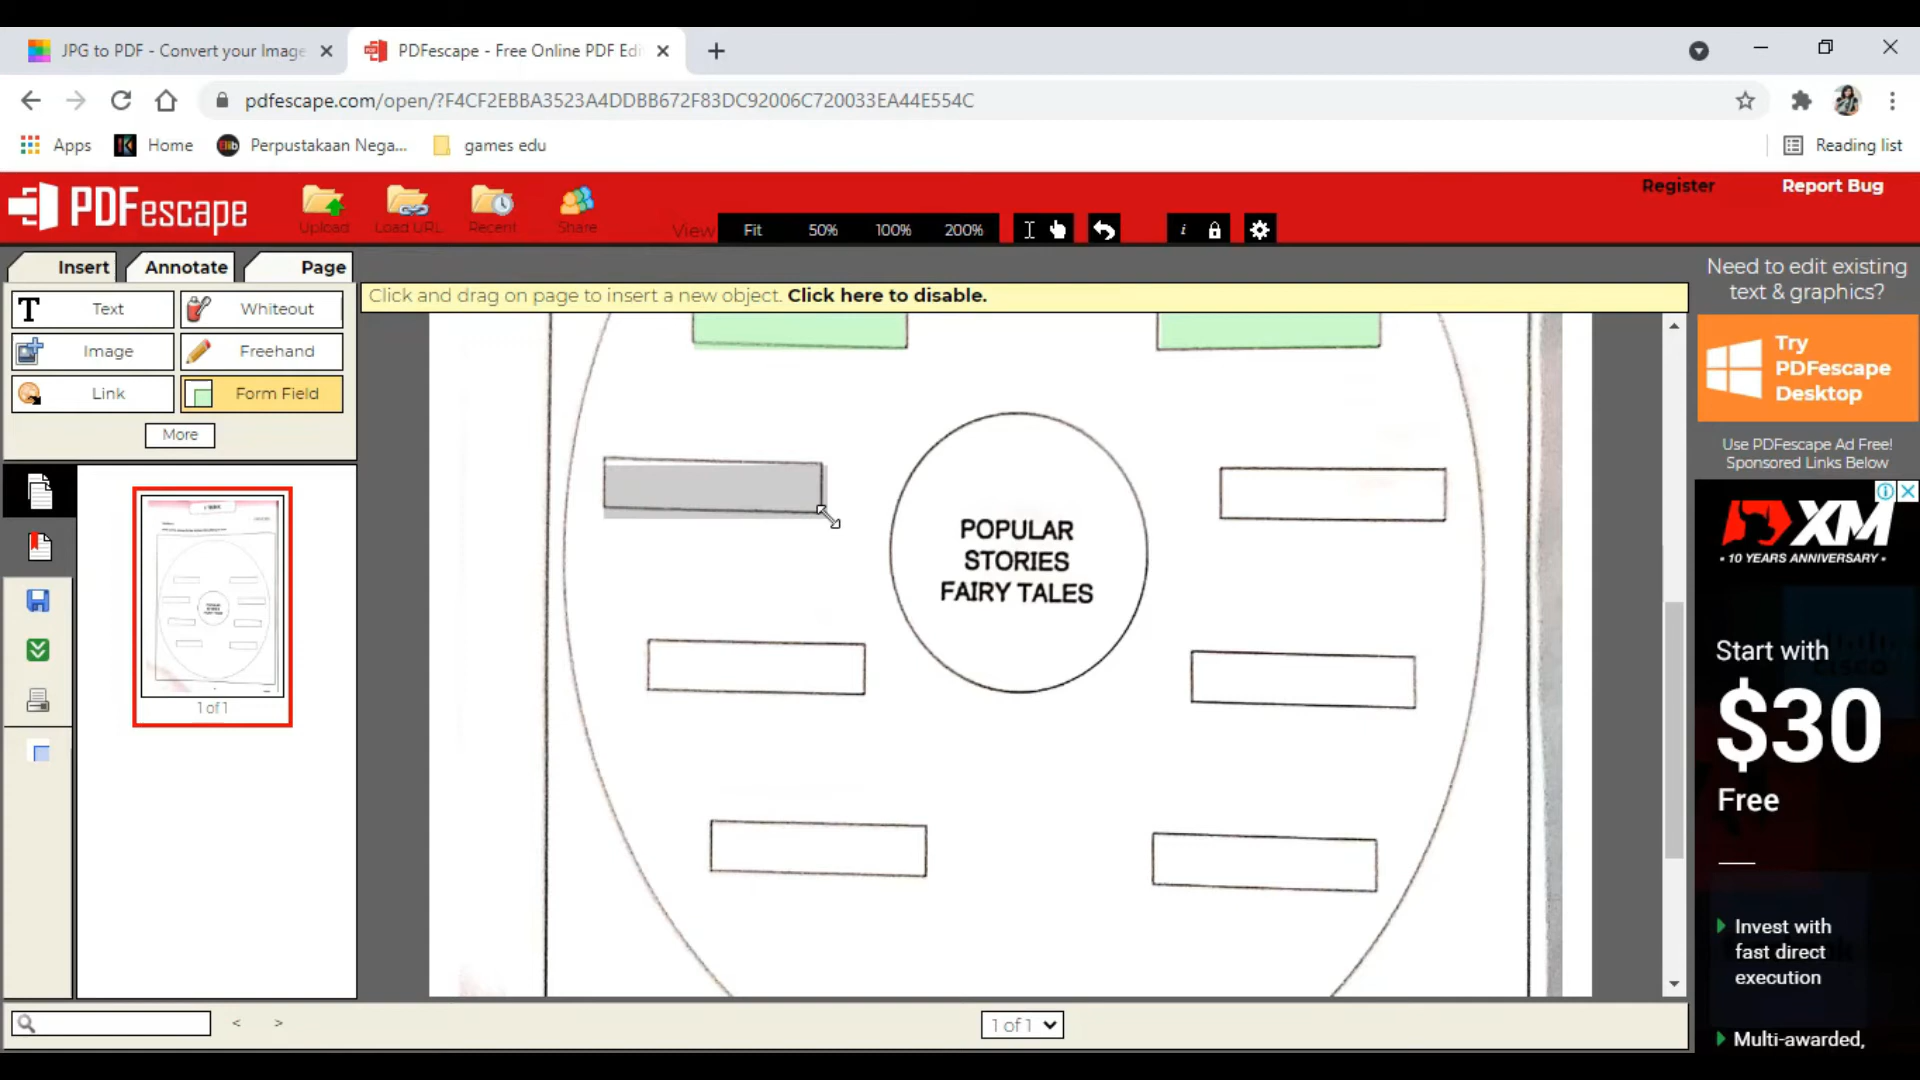 JPG to PDF - Convert your Image
PDFescape - Free Online PDF Edi
pdfescape.com/open/?F4CF2EBBA3523A4DDBB672F83DC92006C720033EA44E554C
Apps
Home
Perpustakaan Nega...
games edu
Reading list
PDFescape
Upload
Load URL
Recent
Share
View
Fit
50%
100%
200%
i
Register
Report Bug
Insert
Annotate
Page
Text
Whiteout
Image
Freehand
Link
Form Field
More
Click and drag on page to insert a new object. Click here to disable.
POPULAR
STORIES
FAIRY TALES
1 of 1
< >
1 of 1
Need to edit existing
text & graphics?
Try
PDFescape
Desktop
Use PDFescape Ad Free!
Sponsored Links Below
XM
• 10 YEARS ANNIVERSARY •
Start with
$30
Free
Invest with
fast direct
execution
Multi-awarded,